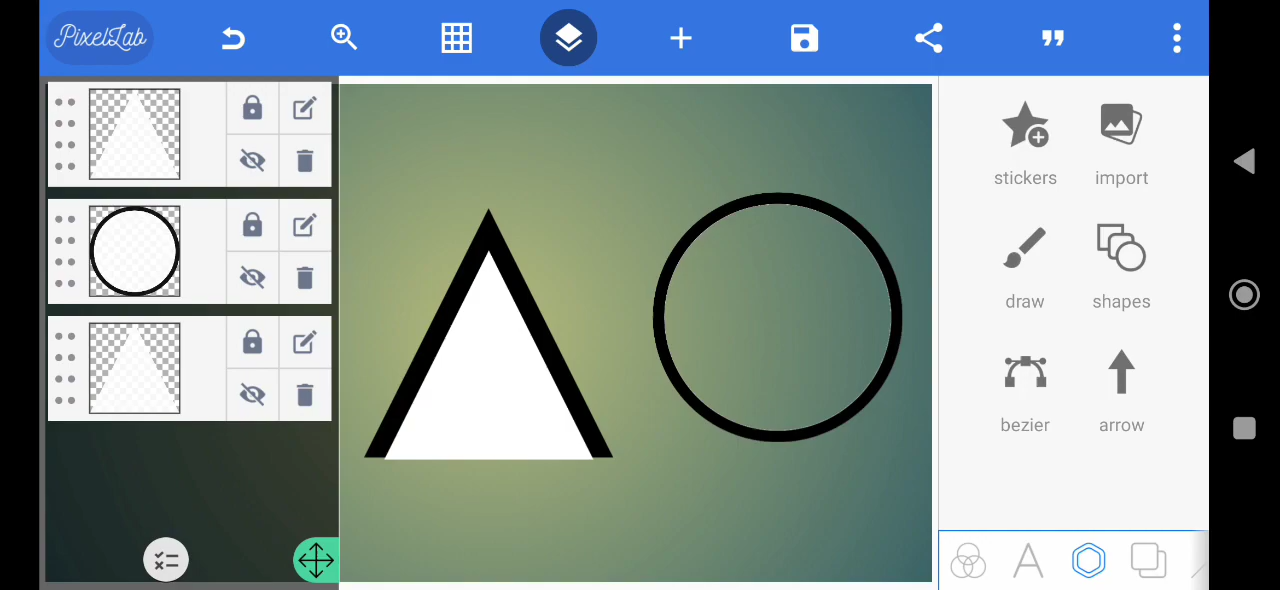 PixelLab
stickers
import
draw
shapes
bezier
arrow